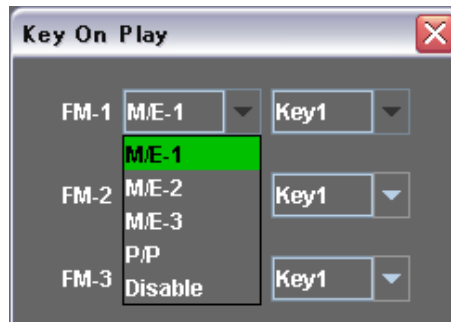 Key On Play
FM-1 M/E-1 Key1
M/E-1
M/E-2
FM-2 Key1
M/E-3
P/P
FM-3 Disable Key1